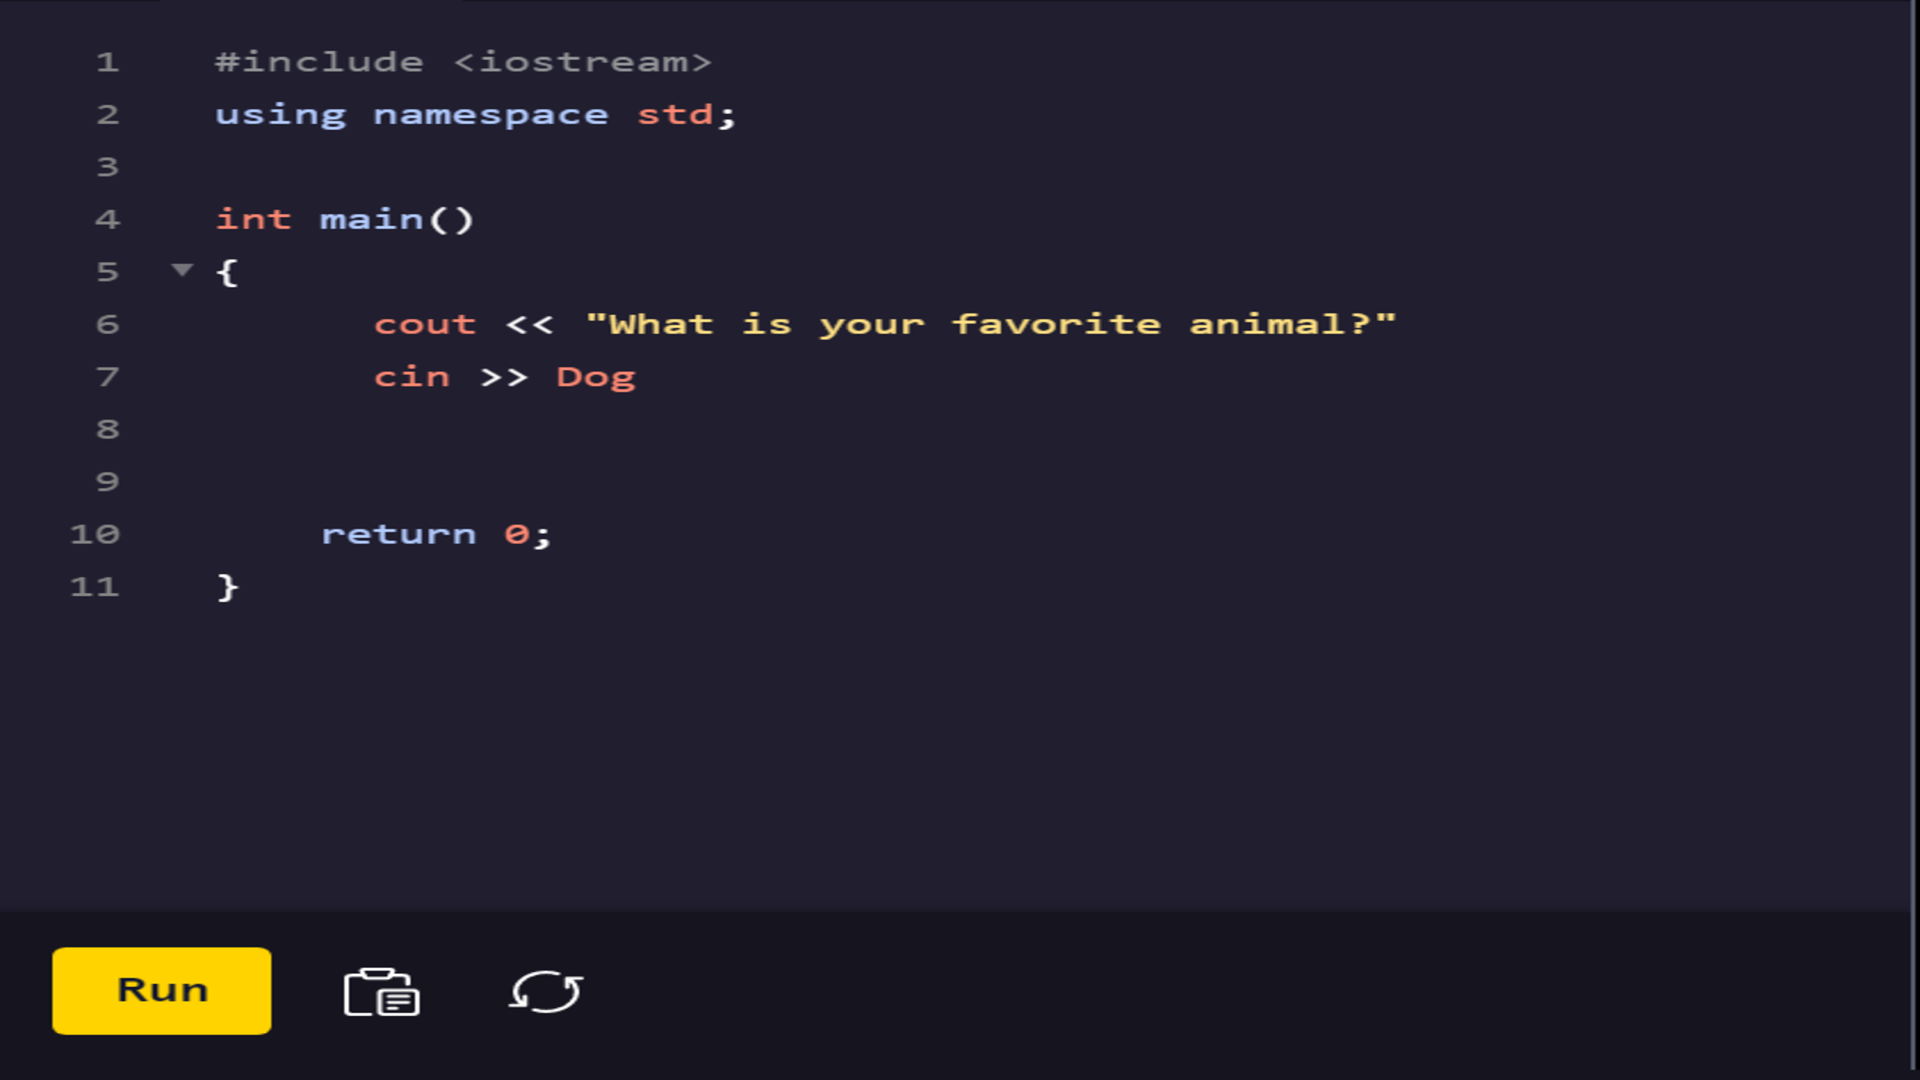 1 #include <iostream>
2 using namespace std;
3
4 int main()
5 {
6 cout << "What is your favorite animal?"
7 cin >> Dog
8
9
10 return 0;
11 }
Run